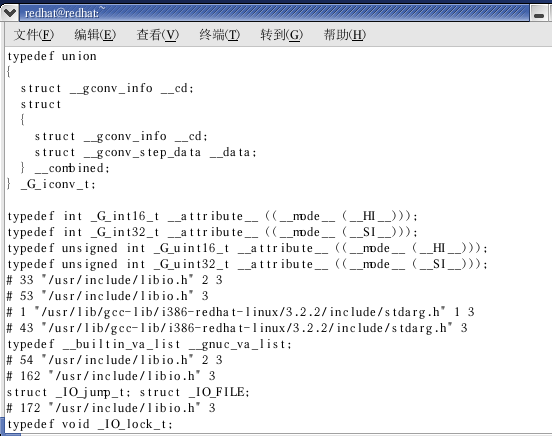 redhat@redhat:~
文件(F) 编辑(E) 查看(V) 终端(T) 转到(G) 帮助(H)
typedef union
{
  struct __gconv_info __cd;
  struct
  {
    struct __gconv_info __cd;
    struct __gconv_step_data __data;
  } __combined;
} _G_iconv_t;

typedef int _G_int16_t __attribute__ ((__mode__ (__HI__)));
typedef int _G_int32_t __attribute__ ((__mode__ (__SI__)));
typedef unsigned int _G_uint16_t __attribute__ ((__mode__ (__HI__)));
typedef unsigned int _G_uint32_t __attribute__ ((__mode__ (__SI__)));
# 33 "/usr/include/libio.h" 2 3
# 53 "/usr/include/libio.h" 3
# 1 "/usr/lib/gcc-lib/i386-redhat-linux/3.2.2/include/stdarg.h" 1 3
# 43 "/usr/lib/gcc-lib/i386-redhat-linux/3.2.2/include/stdarg.h" 3
typedef __builtin_va_list __gnuc_va_list;
# 54 "/usr/include/libio.h" 2 3
# 162 "/usr/include/libio.h" 3
struct _IO_jump_t; struct _IO_FILE;
# 172 "/usr/include/libio.h" 3
typedef void _IO_lock_t;